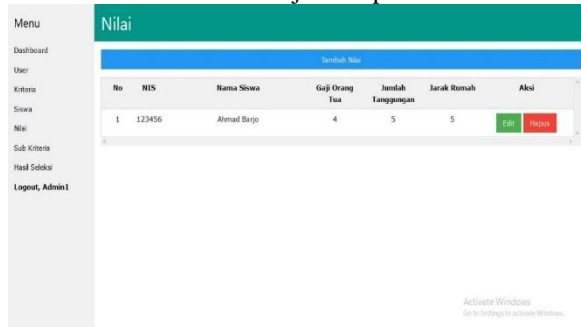 Menu
Nilai
Dashboard
User
Kriteria
Siswa
Nilai
Sub Kriteria
Hasil Seleksi
Logout, Admin1
Tambah Nilai
No NIS Nama Siswa Gaji Orang Tua Jumlah Tanggungan Jarak Rumah Aksi
1 123456 Ahmad Barjo 4 5 5 Edit Hapus
Activate Windows
Go to Settings to activate Windows.